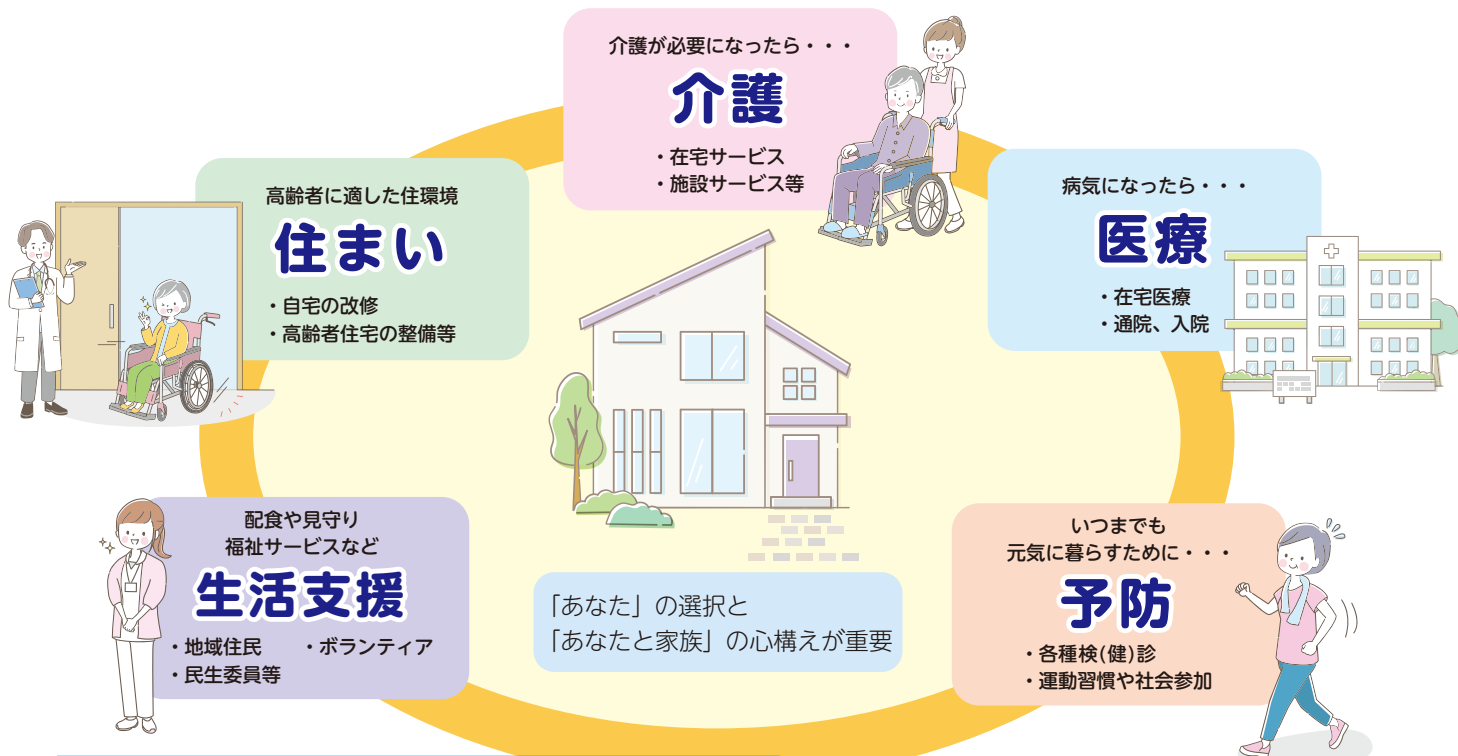 介護が必要になったら・・・
介護
・在宅サービス
・施設サービス等
高齢者に適した住環境
住まい
・自宅の改修
・高齢者住宅の整備等
病気になったら・・・
医療
・在宅医療
・通院、入院
配食や見守り
福祉サービスなど
生活支援
・地域住民　・ボランティア
・民生委員等
「あなた」の選択と
「あなたと家族」の心構えが重要
いつまでも
元気に暮らすために・・・
予防
・各種検(健)診
・運動習慣や社会参加